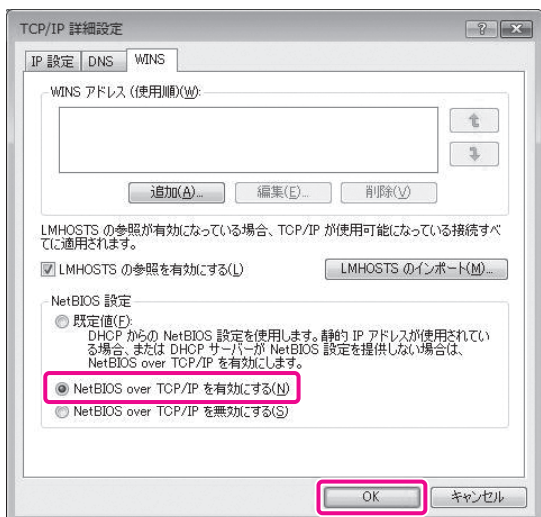 TCP/IP 詳細設定
IP 設定 DNS WINS
WINS アドレス (使用順)(W):
追加(A)... 編集(E)... 削除(V)
LMHOSTS の参照が有効になっている場合、TCP/IP が使用可能になっている接続すべ
てに適用されます。
LMHOSTS の参照を有効にする(L) LMHOSTS のインポート(M)...
NetBIOS 設定
既定値(F):
DHCP からの NetBIOS 設定を使用します。静的 IP アドレスが使用されてい
る場合、または DHCP サーバーが NetBIOS 設定を提供しない場合は、
NetBIOS over TCP/IP を有効にします。
NetBIOS over TCP/IP を有効にする(N)
NetBIOS over TCP/IP を無効にする(S)
OK キャンセル